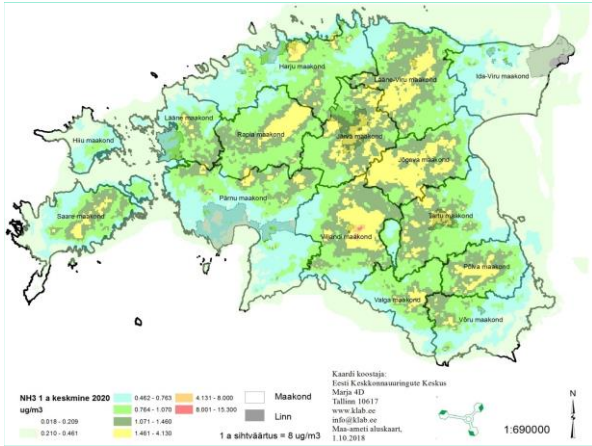 Harju maakond
Lääne-Viru maakond
Ida-Viru maakond
Lääne maakond
Rapla maakond
Järva maakond
Hiiu maakond
Jõgeva maakond
Pärnu maakond
Saare maakond
Tartu maakond
Viljandi maakond
Põlva maakond
Valga maakond
Võru maakond
NH3 1 a keskmine 2020
ug/m3
0.018 - 0.209
0.210 - 0.461
0.462 - 0.763
0.764 - 1.070
1.071 - 1.460
1.461 - 4.130
4.131 - 8.000
8.001 - 15.300
Maakond
Linn
1 a sihtväärtus = 8 ug/m3
Kaardi koostaja:
Eesti Keskkonnauuringute Keskus
Marja 4D
Tallinn 10617
www.klab.ee
info@klab.ee
Maa-ameti aluskaart,
1.10.2018
N
1:690000